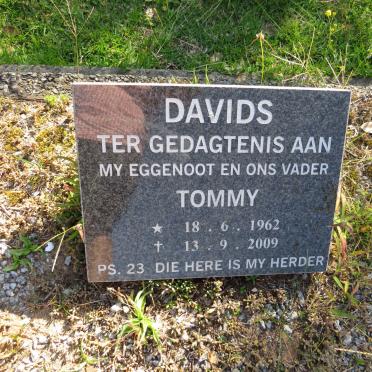 DAVIDS
TER GEDAGTENIS AAN
MY EGGENOOT EN ONS VADER
TOMMY
★ 18 . 6 . 1962
✝ 13 . 9 . 2009
PS. 23 DIE HERE IS MY HERDER